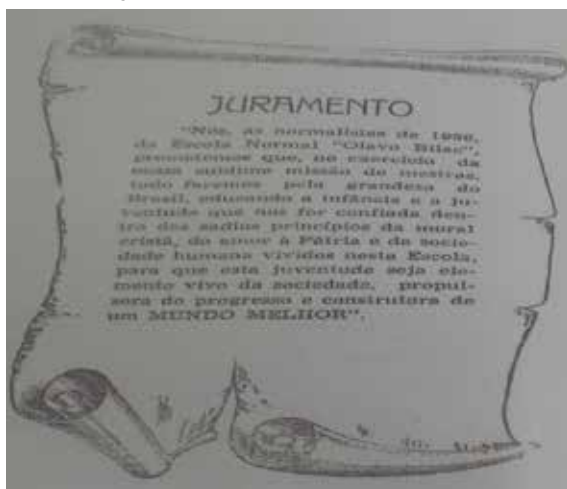 JURAMENTO
"Nós, as normalistas de
da Escola Normal "Olavo Bilac",
prometemos que, no exercício da
nossa sublime missão de mestras,
tudo faremos pela grandeza do
Brasil, educando a infância e a ju-
ventude que nos for confiada den-
tro dos sadios princípios da moral
cristã, do amor à Pátria e da socie-
dade humana vividos nesta Escola,
para que esta juventude seja ele-
mento vivo da sociedade, propul-
sora do progresso e construtora de
um MUNDO MELHOR".